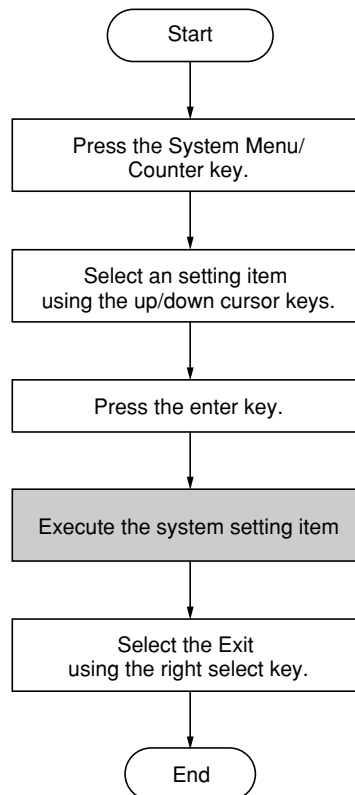 Start
Press the System Menu/
Counter key.
Select an setting item
using the up/down cursor keys.
Press the enter key.
Execute the system setting item
Select the Exit
using the right select key.
End